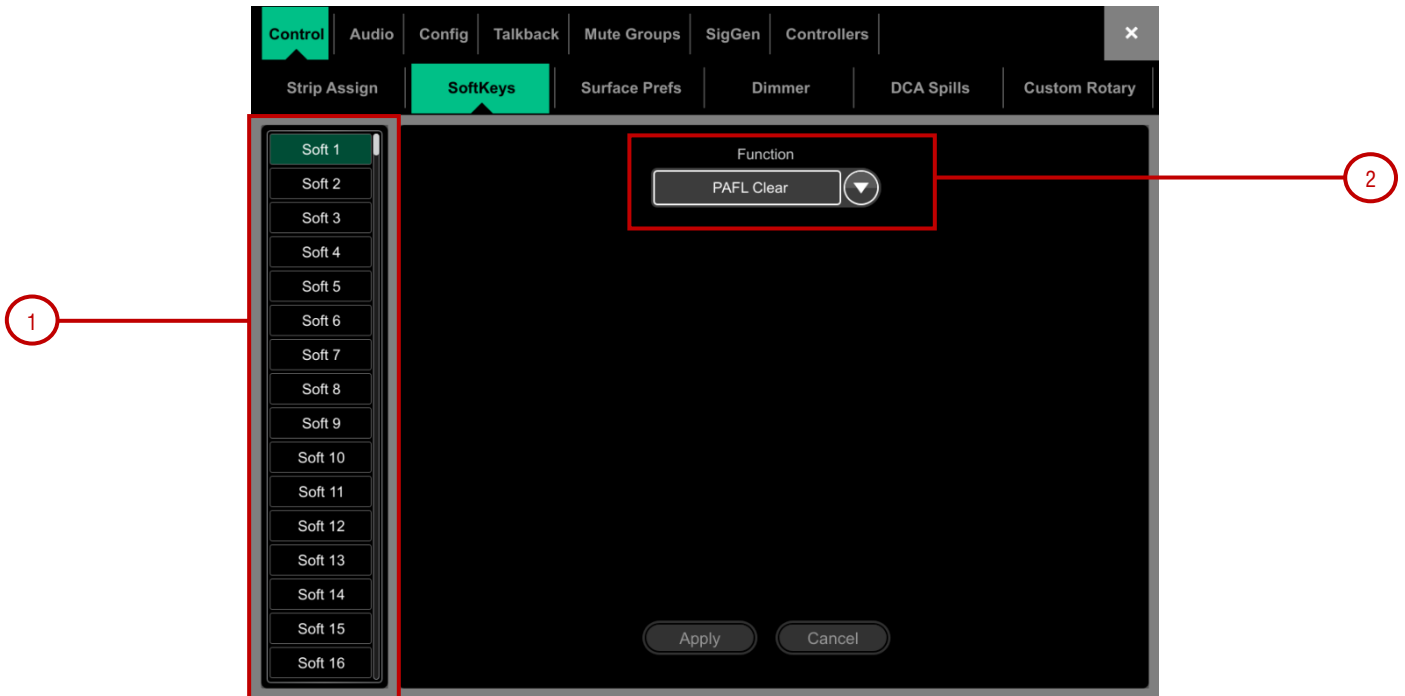 Control Audio Config Talkback Mute Groups SigGen Controllers ×
Strip Assign SoftKeys Surface Prefs Dimmer DCA Spills Custom Rotary
Soft 1
Soft 2
Soft 3
Soft 4
Soft 5
Soft 6
Soft 7
Soft 8
Soft 9
Soft 10
Soft 11
Soft 12
Soft 13
Soft 14
Soft 15
Soft 16
Function
PAFL Clear
Apply Cancel
1
2